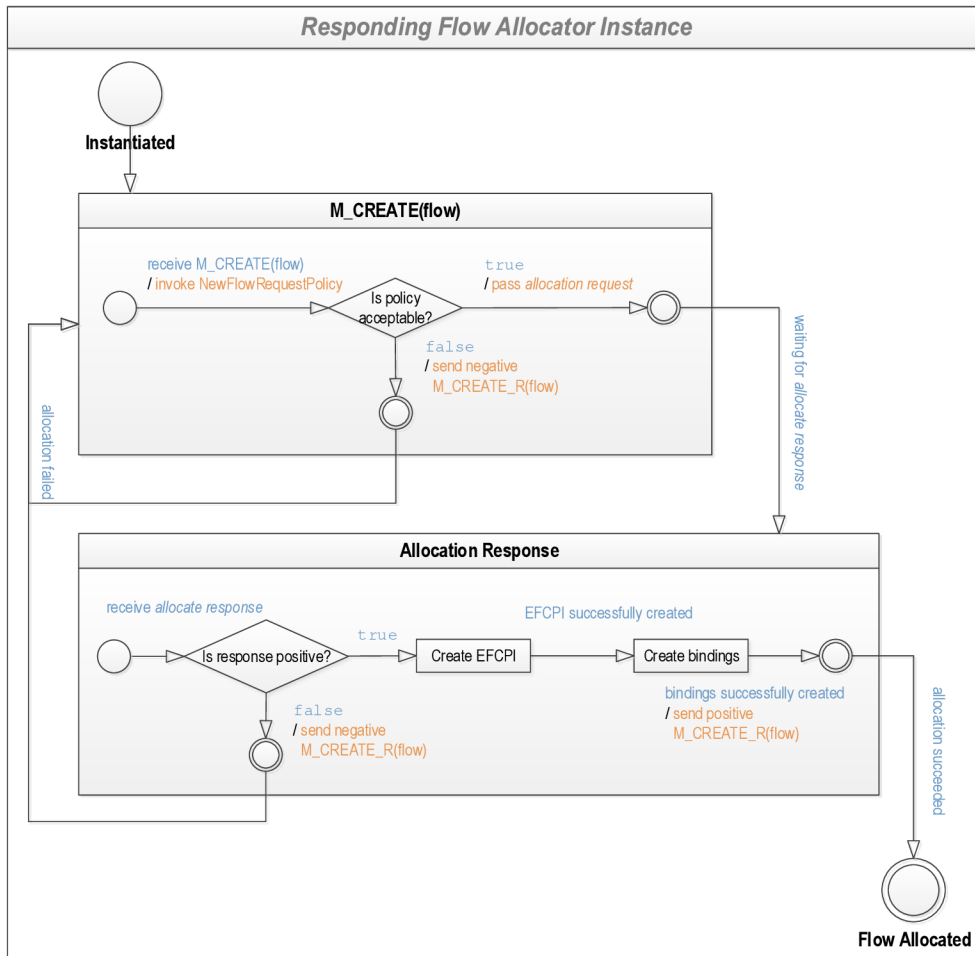 Responding Flow Allocator Instance
Instantiated
M_CREATE(flow)
receive M_CREATE(flow)
/ invoke NewFlowRequestPolicy
Is policy
acceptable?
true
/ pass allocation request
false
/ send negative
M_CREATE_R(flow)
waiting for allocate response
allocation failed
Allocation Response
receive allocate response
Is response positive?
true
Create EFCPI
EFCPI successfully created
Create bindings
bindings successfully created
/ send positive
M_CREATE_R(flow)
false
/ send negative
M_CREATE_R(flow)
allocation succeeded
Flow Allocated